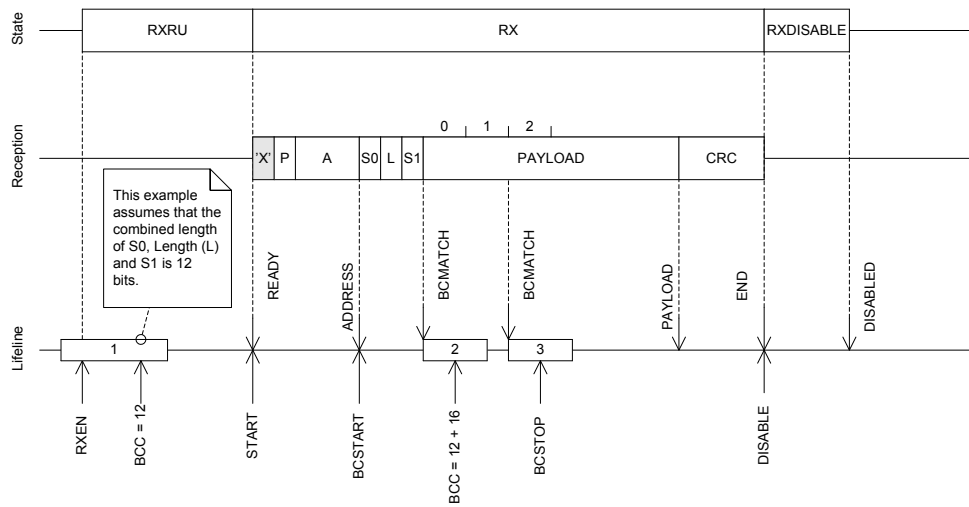 State
RXRU
RX
RXDISABLE
0 1 2
Reception
'X' P A S0 L S1 PAYLOAD CRC
This example
assumes that the
combined length
of S0, Length (L)
and S1 is 12
bits.
READY
ADDRESS
BCMATCH
BCMATCH
PAYLOAD
END
DISABLED
Lifeline
1
2
3
RXEN
BCC = 12
START
BCSTART
BCC = 12 + 16
BCSTOP
DISABLE